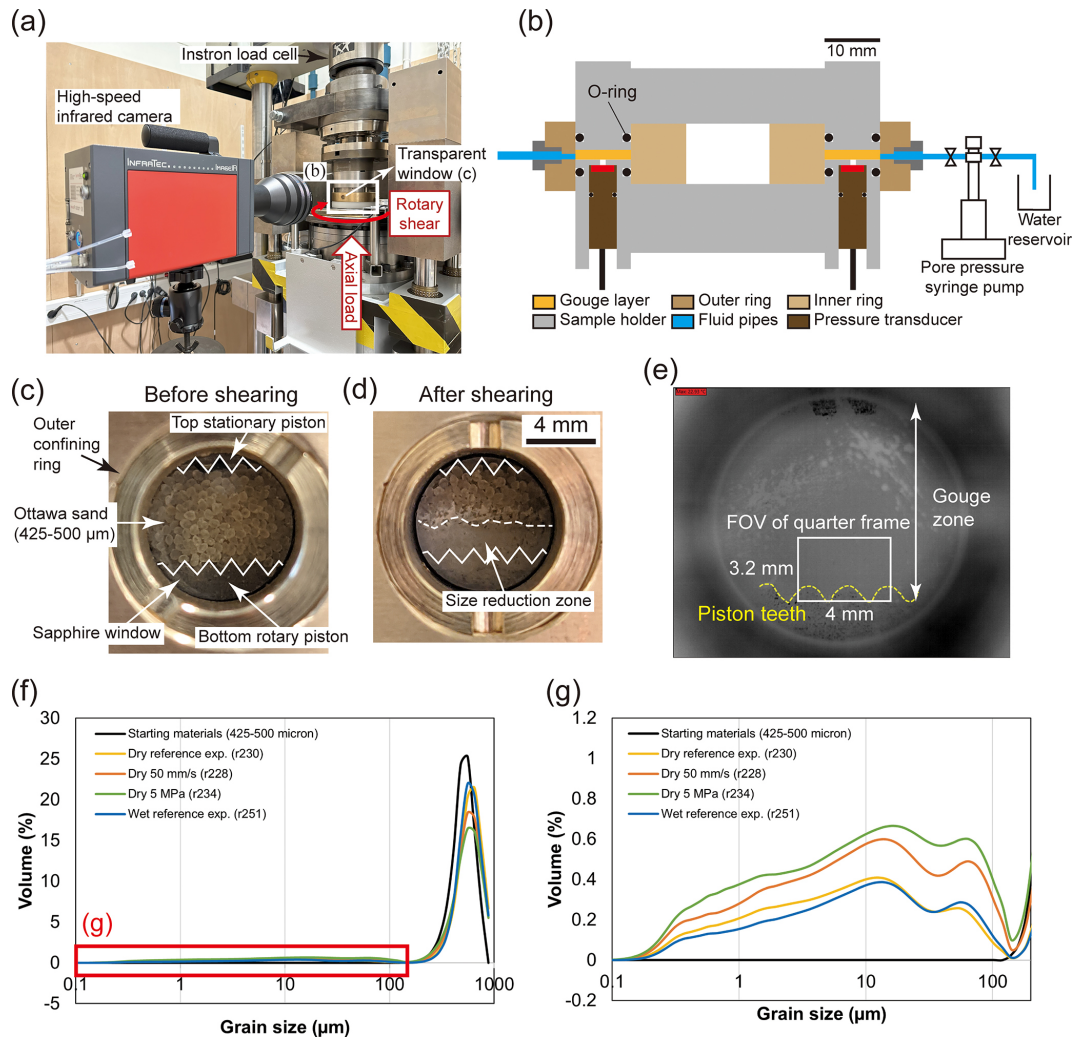 (a)
Instron load cell
High-speed
infrared camera
INFRATEC
IMAGEIR
(b)
Transparent
window (c)
Rotary
shear
Axial load
(b)
10 mm
O-ring
Water
reservoir
Pore pressure
syringe pump
Gouge layer
Outer ring
Inner ring
Sample holder
Fluid pipes
Pressure transducer
(c)
Before shearing
Outer
confining
ring
Top stationary piston
Ottawa sand
(425-500 µm)
Sapphire window
Bottom rotary piston
(d)
After shearing
4 mm
Size reduction zone
(e)
Gouge
zone
FOV of quarter frame
3.2 mm
Piston teeth
4 mm
(f)
30
25
20
15
10
5
0
-5
Volume (%)
Starting materials (425-500 micron)
Dry reference exp. (r230)
Dry 50 mm/s (r228)
Dry 5 MPa (r234)
Wet reference exp. (r251)
(g)
0.1
1
10
100
1000
Grain size (µm)
(g)
1.2
1
0.8
0.6
0.4
0.2
0
-0.2
Volume (%)
Starting materials (425-500 micron)
Dry reference exp. (r230)
Dry 50 mm/s (r228)
Dry 5 MPa (r234)
Wet reference exp. (r251)
0.1
1
10
100
Grain size (µm)